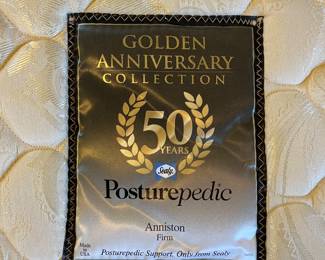 GOLDEN
ANNIVERSARY
COLLECTION
50
YEARS
Sealy
Posturepedic
Anniston
Firm
Made
in
USA
Posturepedic Support. Only from Sealy